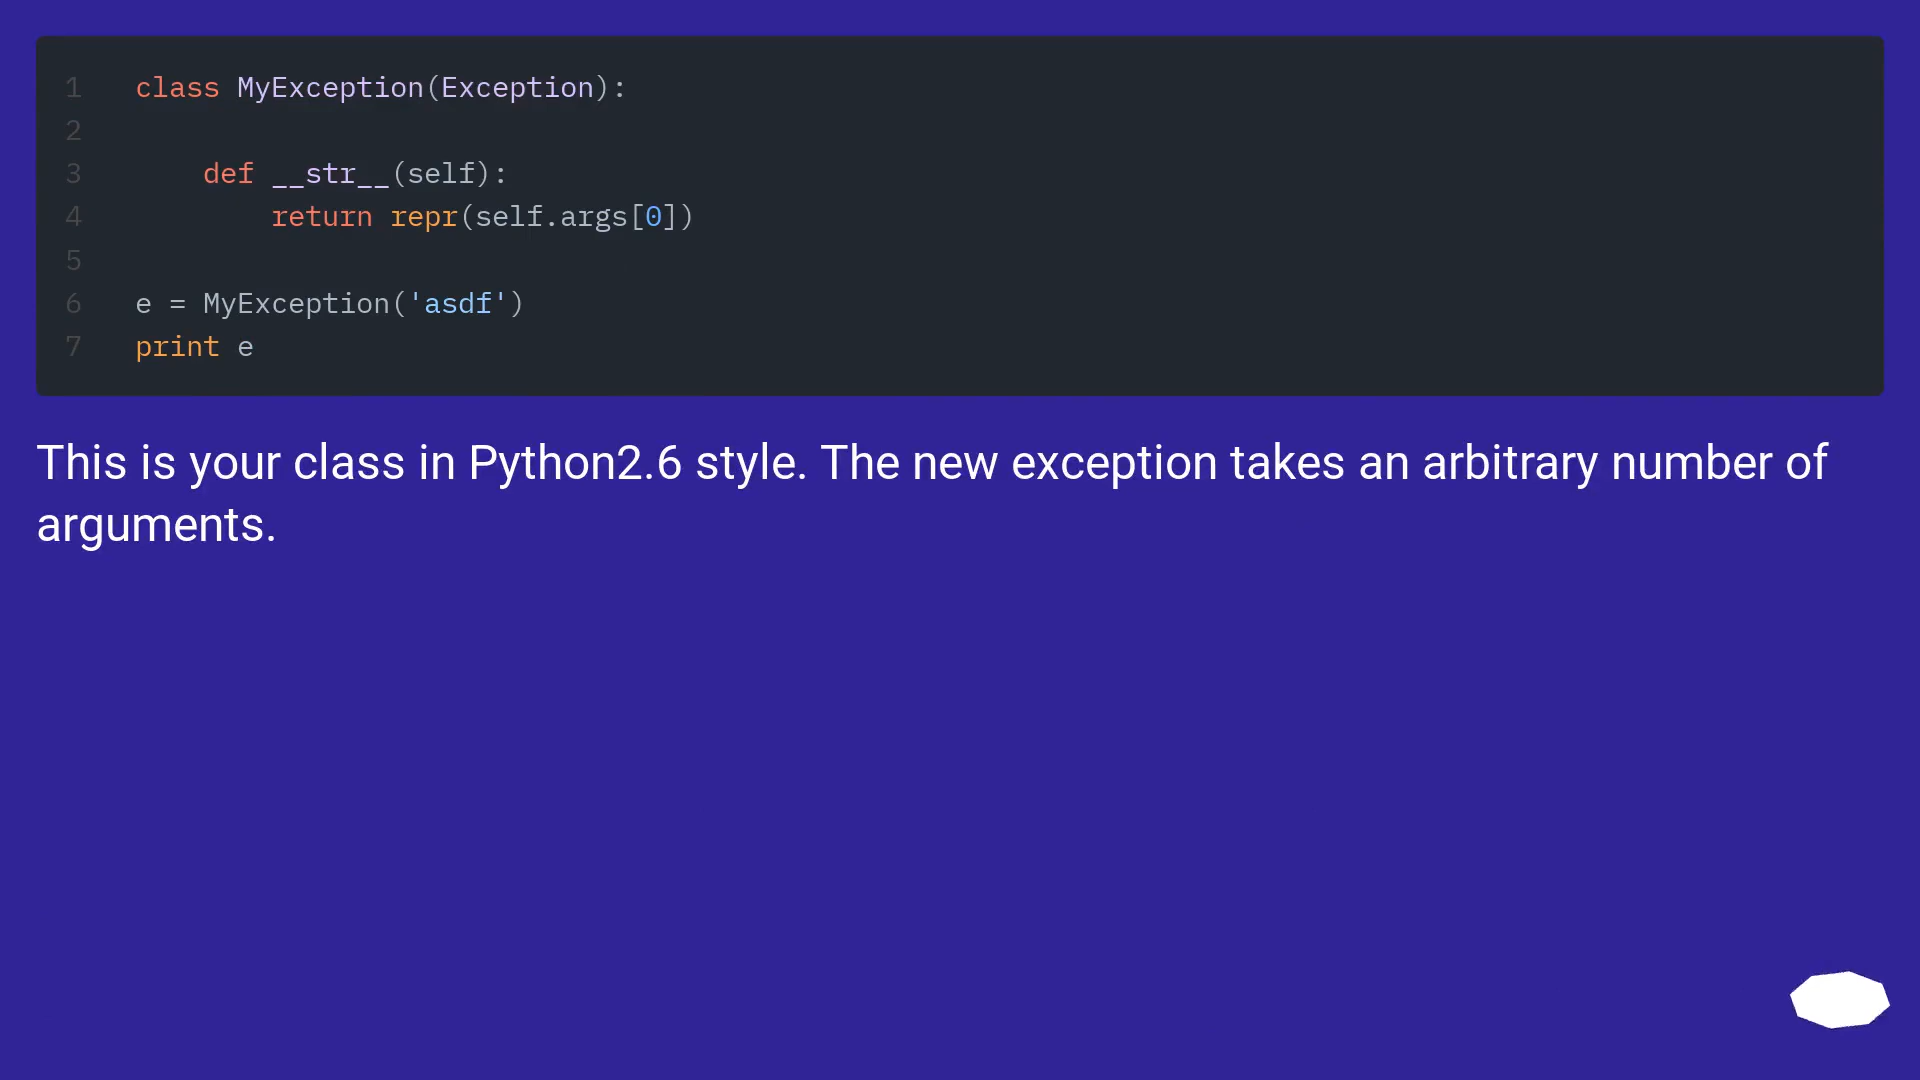 1 class MyException(Exception):
2
3     def __str__(self):
4         return repr(self.args[0])
5
6 e = MyException('asdf')
7 print e
This is your class in Python2.6 style. The new exception takes an arbitrary number of
arguments.